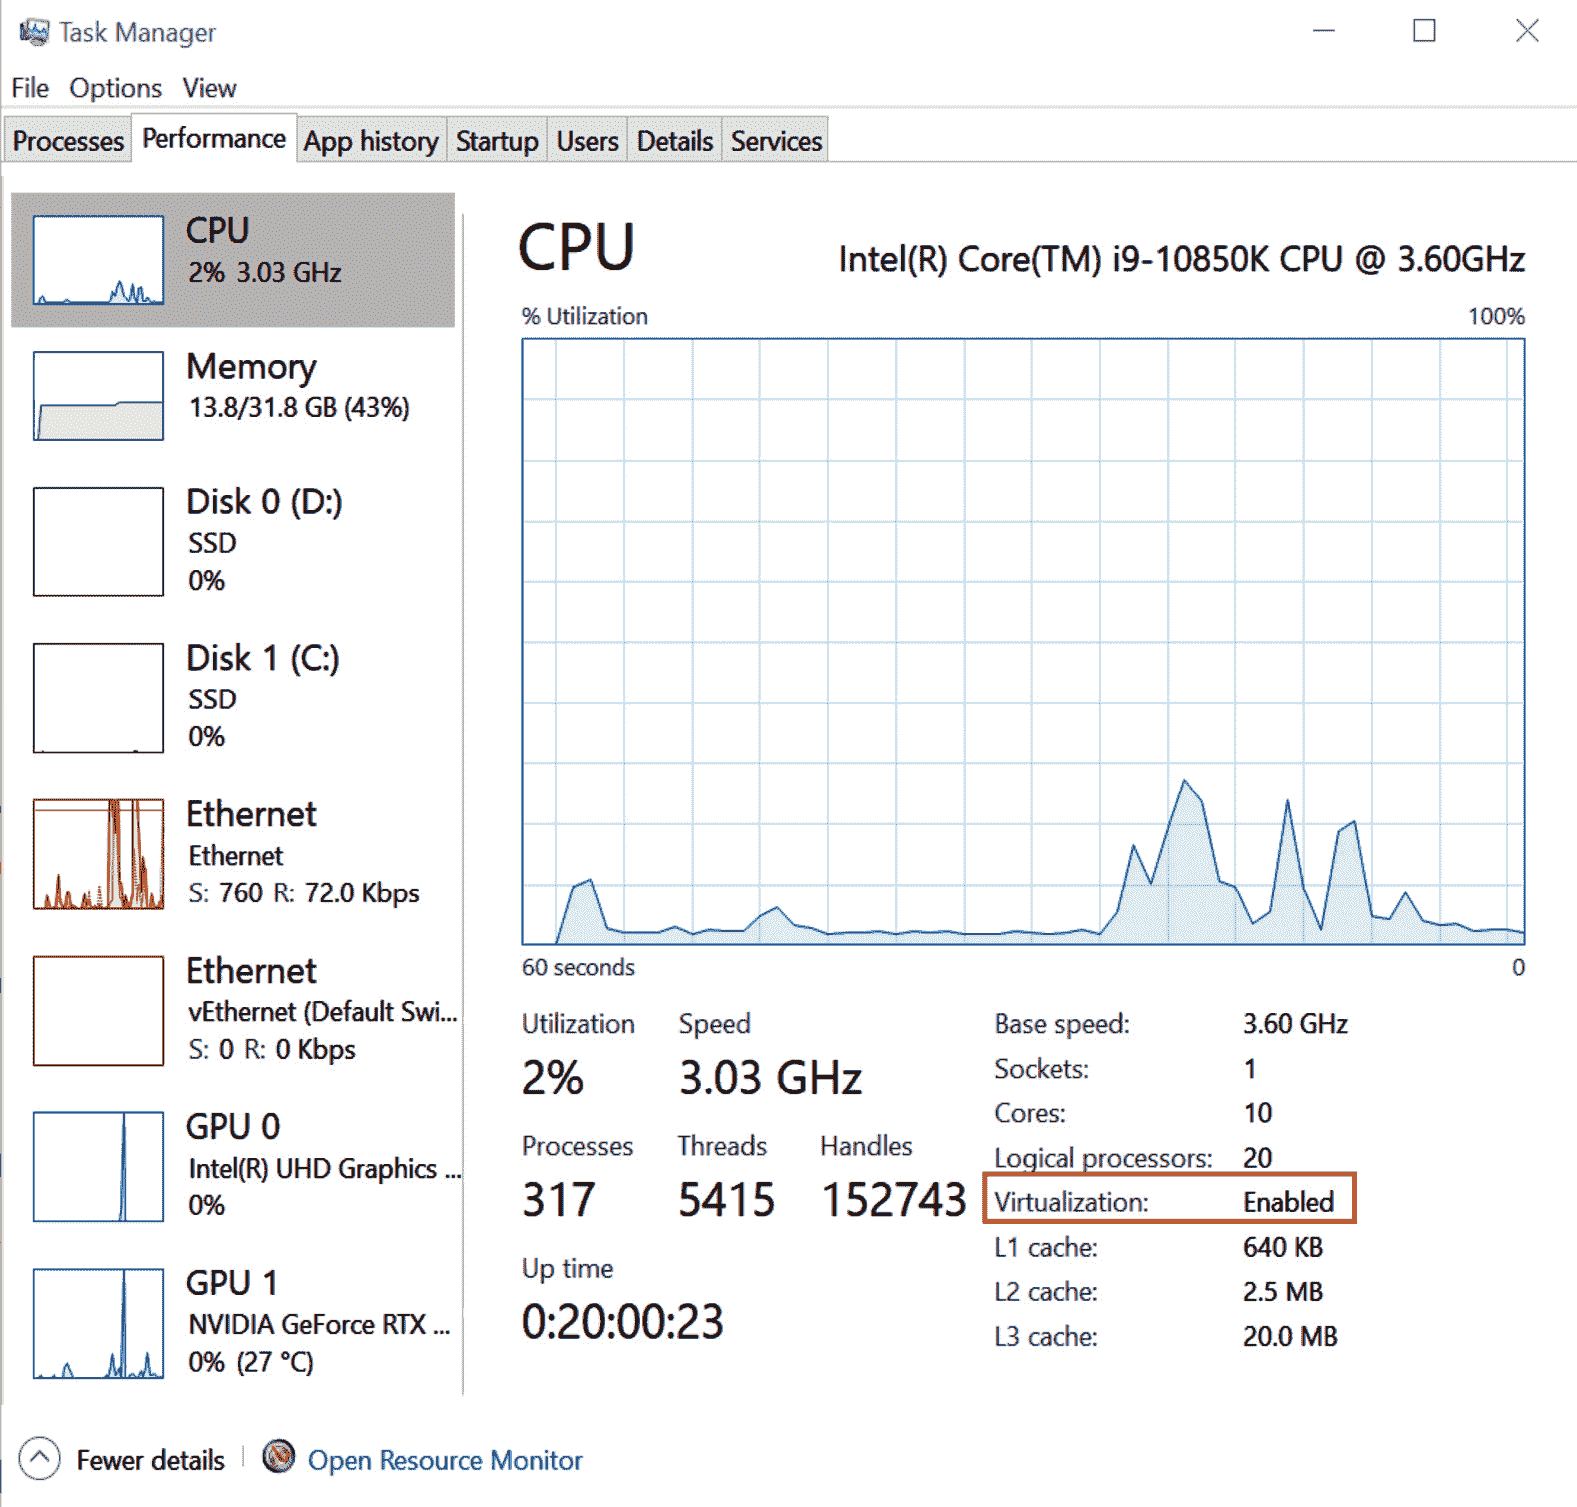 Task Manager
File Options View
Processes Performance App history Startup Users Details Services
CPU
2% 3.03 GHz
Memory
13.8/31.8 GB (43%)
Disk 0 (D:)
SSD
0%
Disk 1 (C:)
SSD
0%
Ethernet
Ethernet
S: 760 R: 72.0 Kbps
Ethernet
vEthernet (Default Swi...
S: 0 R: 0 Kbps
GPU 0
Intel(R) UHD Graphics ...
0%
GPU 1
NVIDIA GeForce RTX ...
0% (27 °C)
CPU
Intel(R) Core(TM) i9-10850K CPU @ 3.60GHz
% Utilization 100%
60 seconds 0
Utilization Speed
2% 3.03 GHz
Processes Threads Handles
317 5415 152743
Up time
0:20:00:23
Base speed: 3.60 GHz
Sockets: 1
Cores: 10
Logical processors: 20
Virtualization: Enabled
L1 cache: 640 KB
L2 cache: 2.5 MB
L3 cache: 20.0 MB
Fewer details Open Resource Monitor